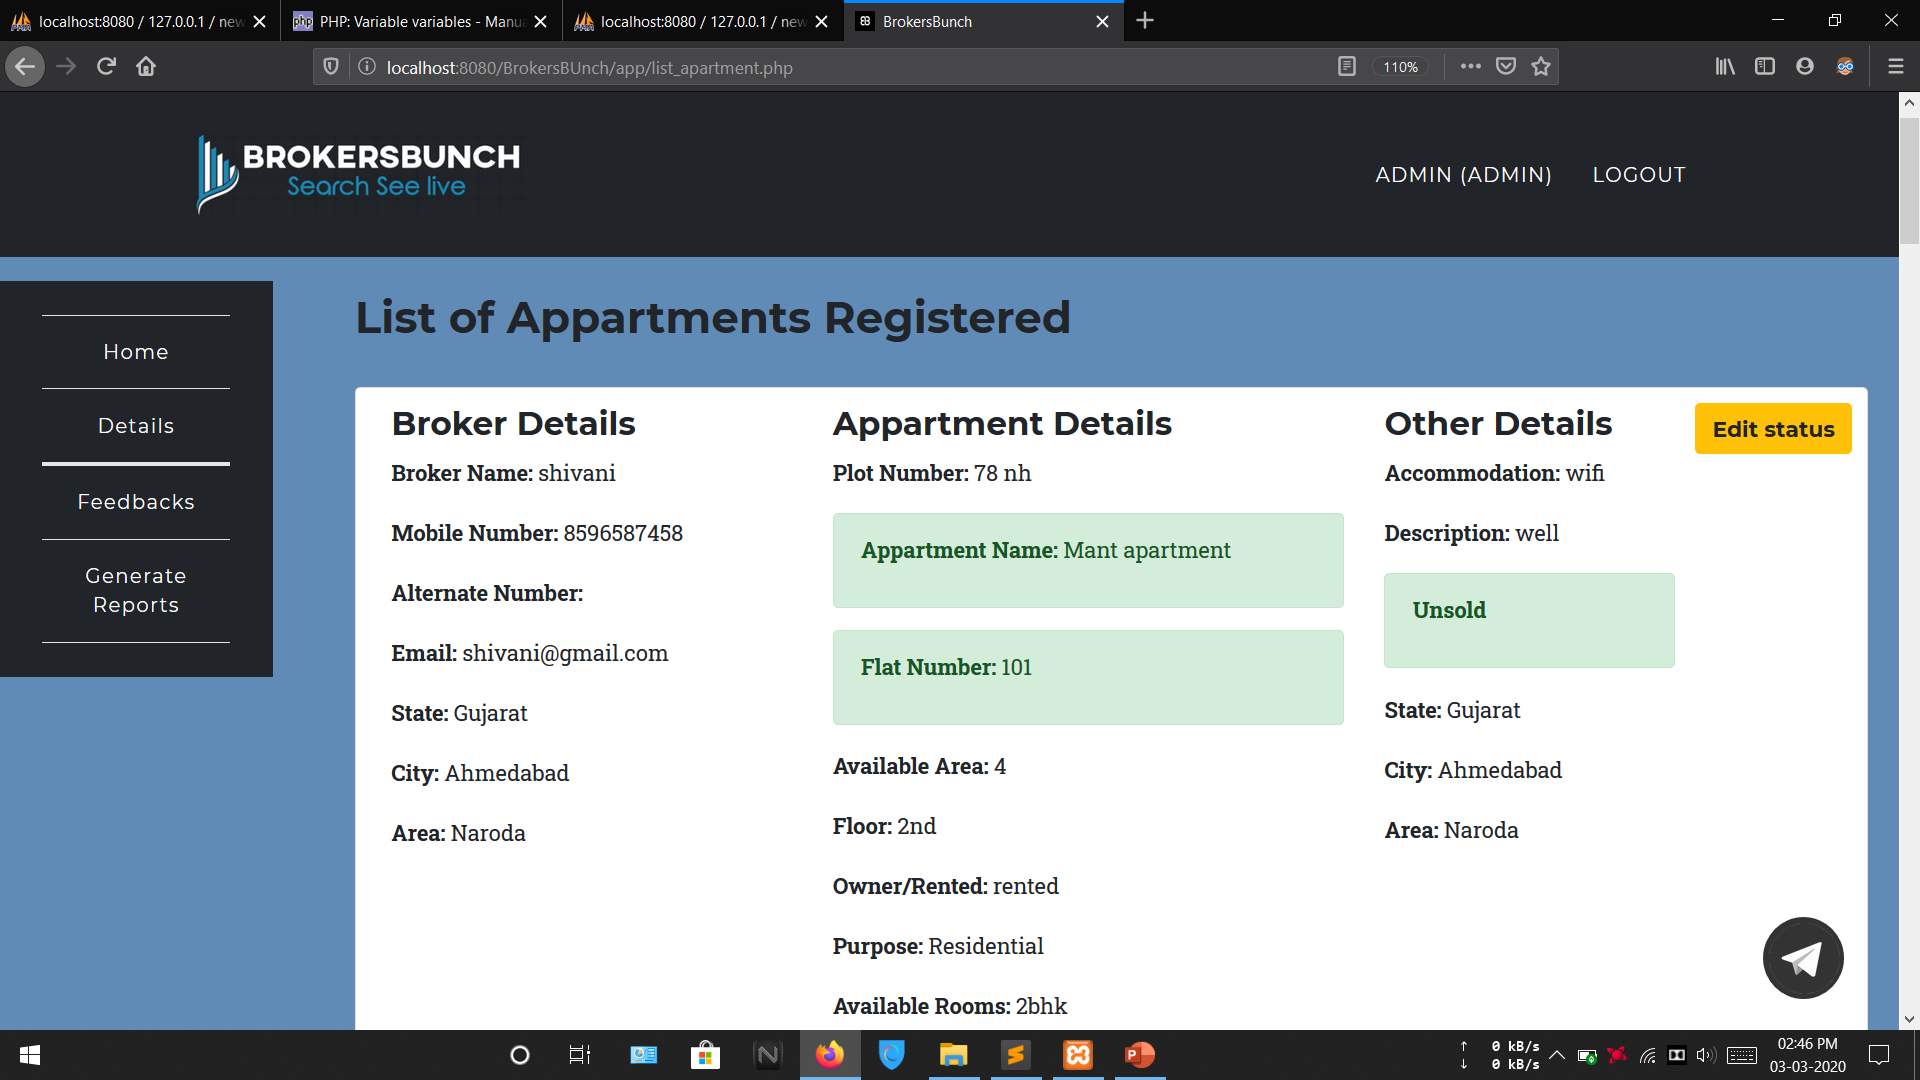 localhost:8080 / 127.0.0.1 / new
PHP: Variable variables - Manu
localhost:8080 / 127.0.0.1 / new
BrokersBunch
localhost:8080/BrokersBUnch/app/list_apartment.php
110%
BROKERSBUNCH
Search See live
ADMIN (ADMIN)
LOGOUT
Home
Details
Feedbacks
Generate
Reports
List of Appartments Registered
Broker Details
Broker Name: shivani
Mobile Number: 8596587458
Alternate Number:
Email: shivani@gmail.com
State: Gujarat
City: Ahmedabad
Area: Naroda
Appartment Details
Plot Number: 78 nh
Appartment Name: Mant apartment
Flat Number: 101
Available Area: 4
Floor: 2nd
Owner/Rented: rented
Purpose: Residential
Available Rooms: 2bhk
Other Details
Accommodation: wifi
Description: well
Unsold
State: Gujarat
City: Ahmedabad
Area: Naroda
Edit status
0 kB/s
0 kB/s
02:46 PM
03-03-2020